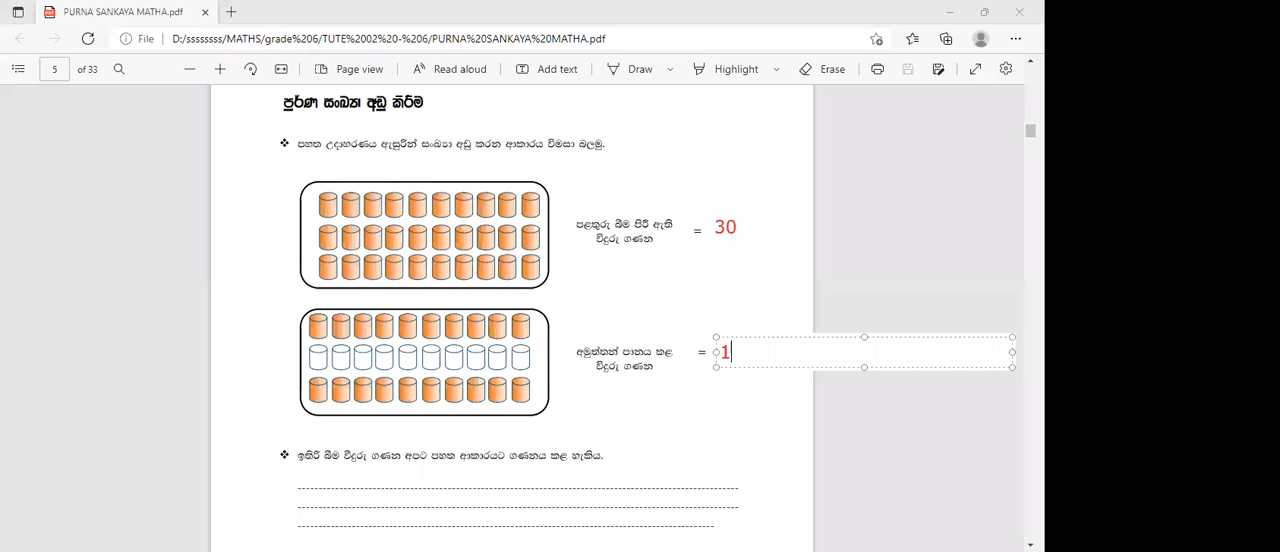 PURNA SANKAYA MATHA.pdf
File D:/ssssssss/MATHS/grade%206/TUTE%2002%20-%206/PURNA%20SANKAYA%20MATHA.pdf
5 of 33 Page view Read aloud Add text Draw Highlight Erase
පුර්ණ සංඛ්‍යා අඩු කිරීම
❖ පහත උදාහරණය ඇසුරින් සංඛ්‍යා අඩු කරන ආකාරය විමසා බලමු.
පළතුරු බීම පිරී ඇති
විදුරු ගණන
= 30
අමුත්තන් පානය කළ
විදුරු ගණන
= 1
❖ ඉතිරි බීම වීදුරු ගණන අපට පහත ආකාරයට ගණනය කළ හැකිය.